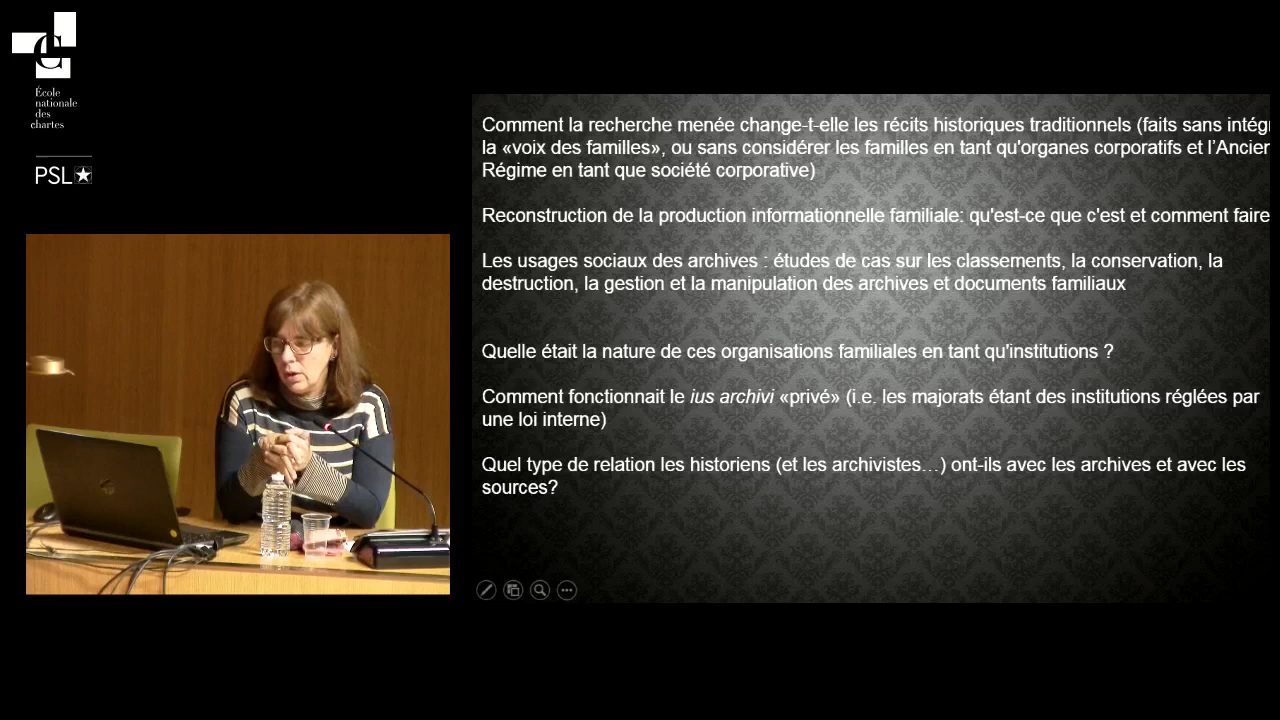 École
nationale
des
chartes
PSL
Comment la recherche menée change-t-elle les récits historiques traditionnels (faits sans intégr
la «voix des familles», ou sans considérer les familles en tant qu'organes corporatifs et l’Ancien
Régime en tant que société corporative)
Reconstruction de la production informationnelle familiale: qu'est-ce que c'est et comment faire
Les usages sociaux des archives : études de cas sur les classements, la conservation, la
destruction, la gestion et la manipulation des archives et documents familiaux
Quelle était la nature de ces organisations familiales en tant qu'institutions ?
Comment fonctionnait le ius archivi «privé» (i.e. les majorats étant des institutions réglées par
une loi interne)
Quel type de relation les historiens (et les archivistes…) ont-ils avec les archives et avec les
sources?